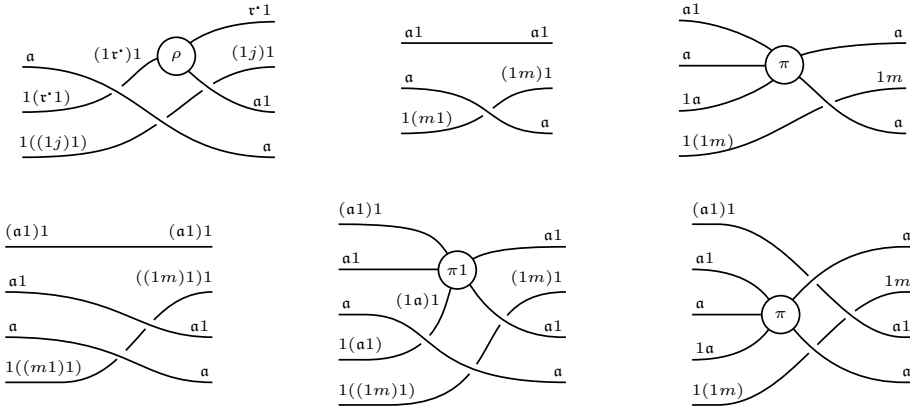 𝔯•1
(1𝔯•)1
ρ
(1j)1
𝔞
1(𝔯•1)
𝔞1
1((1j)1)
𝔞
𝔞1 𝔞1
𝔞 (1m)1
1(m1) 𝔞
𝔞1
𝔞
𝔞 π
1𝔞 1m
1(1m) 𝔞
(𝔞1)1 (𝔞1)1
𝔞1 ((1m)1)1
𝔞 𝔞1
1((m1)1) 𝔞
(𝔞1)1
𝔞1 π1 𝔞1
𝔞 (1𝔞)1 (1m)1
1(𝔞1) 𝔞1
1((1m)1) 𝔞
(𝔞1)1
𝔞1 𝔞
𝔞 π 1m
1𝔞 𝔞1
1(1m) 𝔞